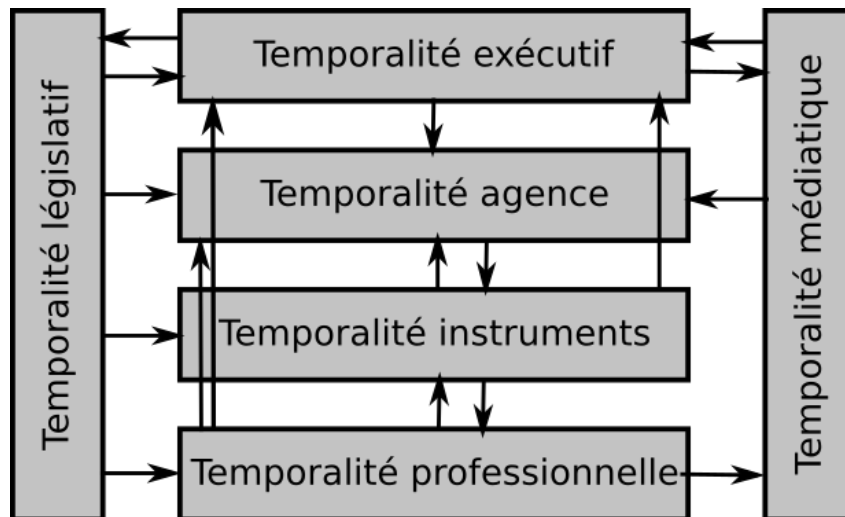 Temporalité législatif
Temporalité exécutif
Temporalité agence
Temporalité instruments
Temporalité professionnelle
Temporalité médiatique